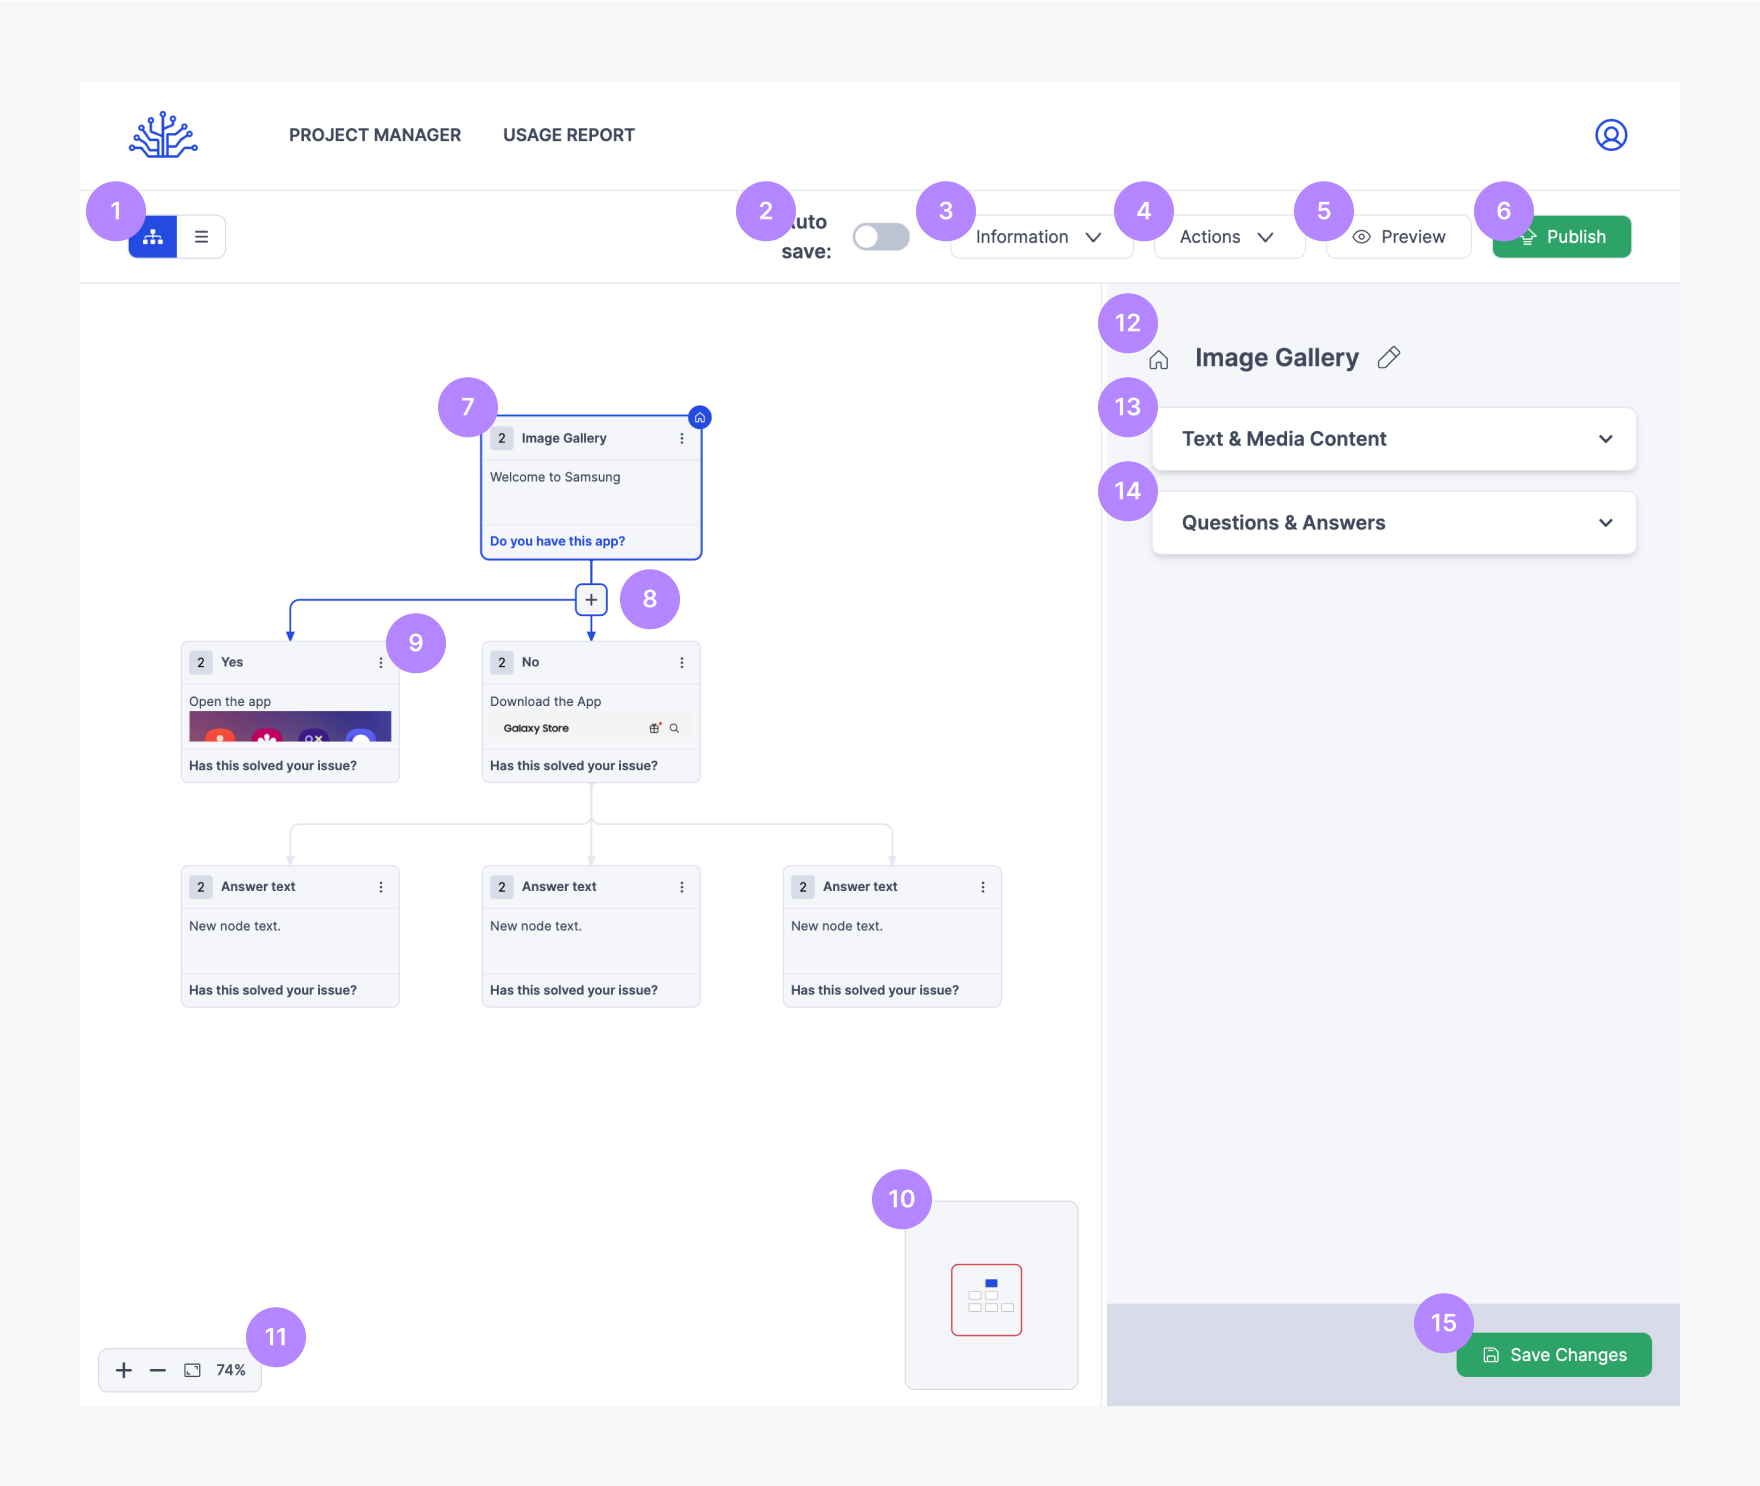 PROJECT MANAGER
USAGE REPORT
1
2
uto
save:
3
Information
4
Actions
5
Preview
6
Publish
12
Image Gallery
13
Text & Media Content
14
Questions & Answers
7
2 Image Gallery
Welcome to Samsung
Do you have this app?
8
9
2 Yes
Open the app
Has this solved your issue?
2 No
Download the App
Galaxy Store
Has this solved your issue?
2 Answer text
New node text.
Has this solved your issue?
2 Answer text
New node text.
Has this solved your issue?
2 Answer text
New node text.
Has this solved your issue?
10
11
74%
15
Save Changes